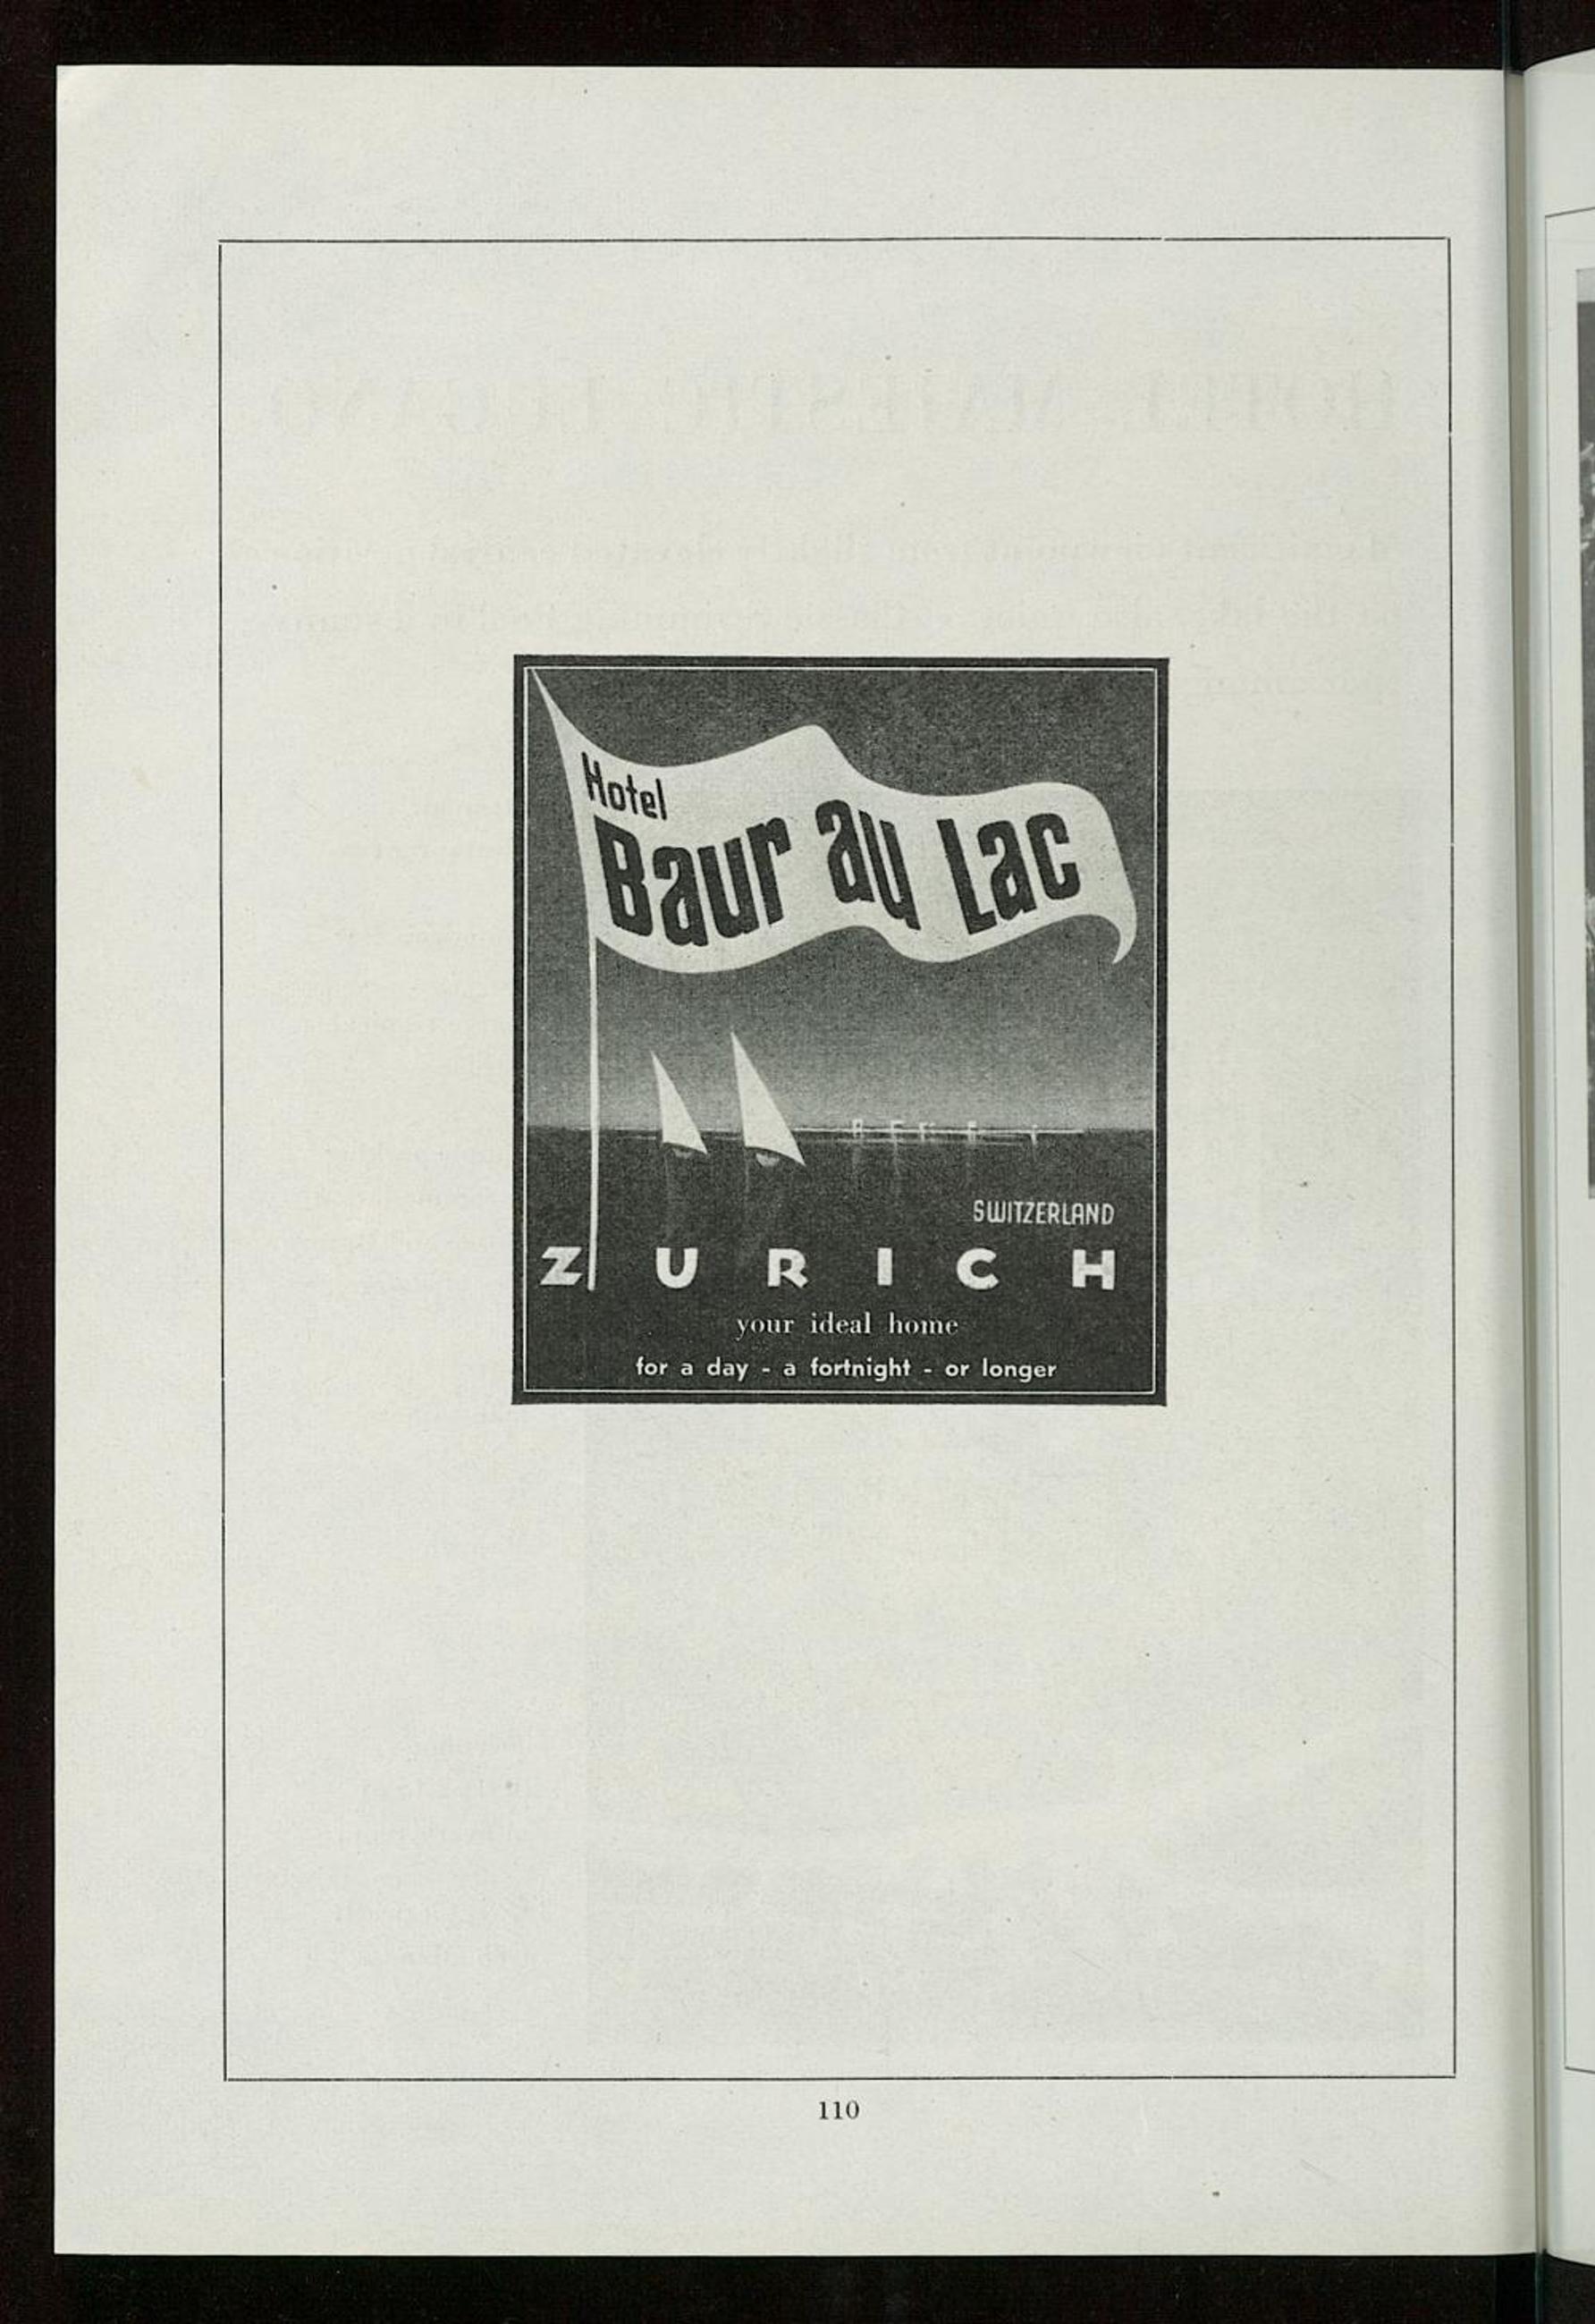 Hotel
Baur au Lac
SWITZERLAND
ZURICH
your ideal home
for a day - a fortnight - or longer
110